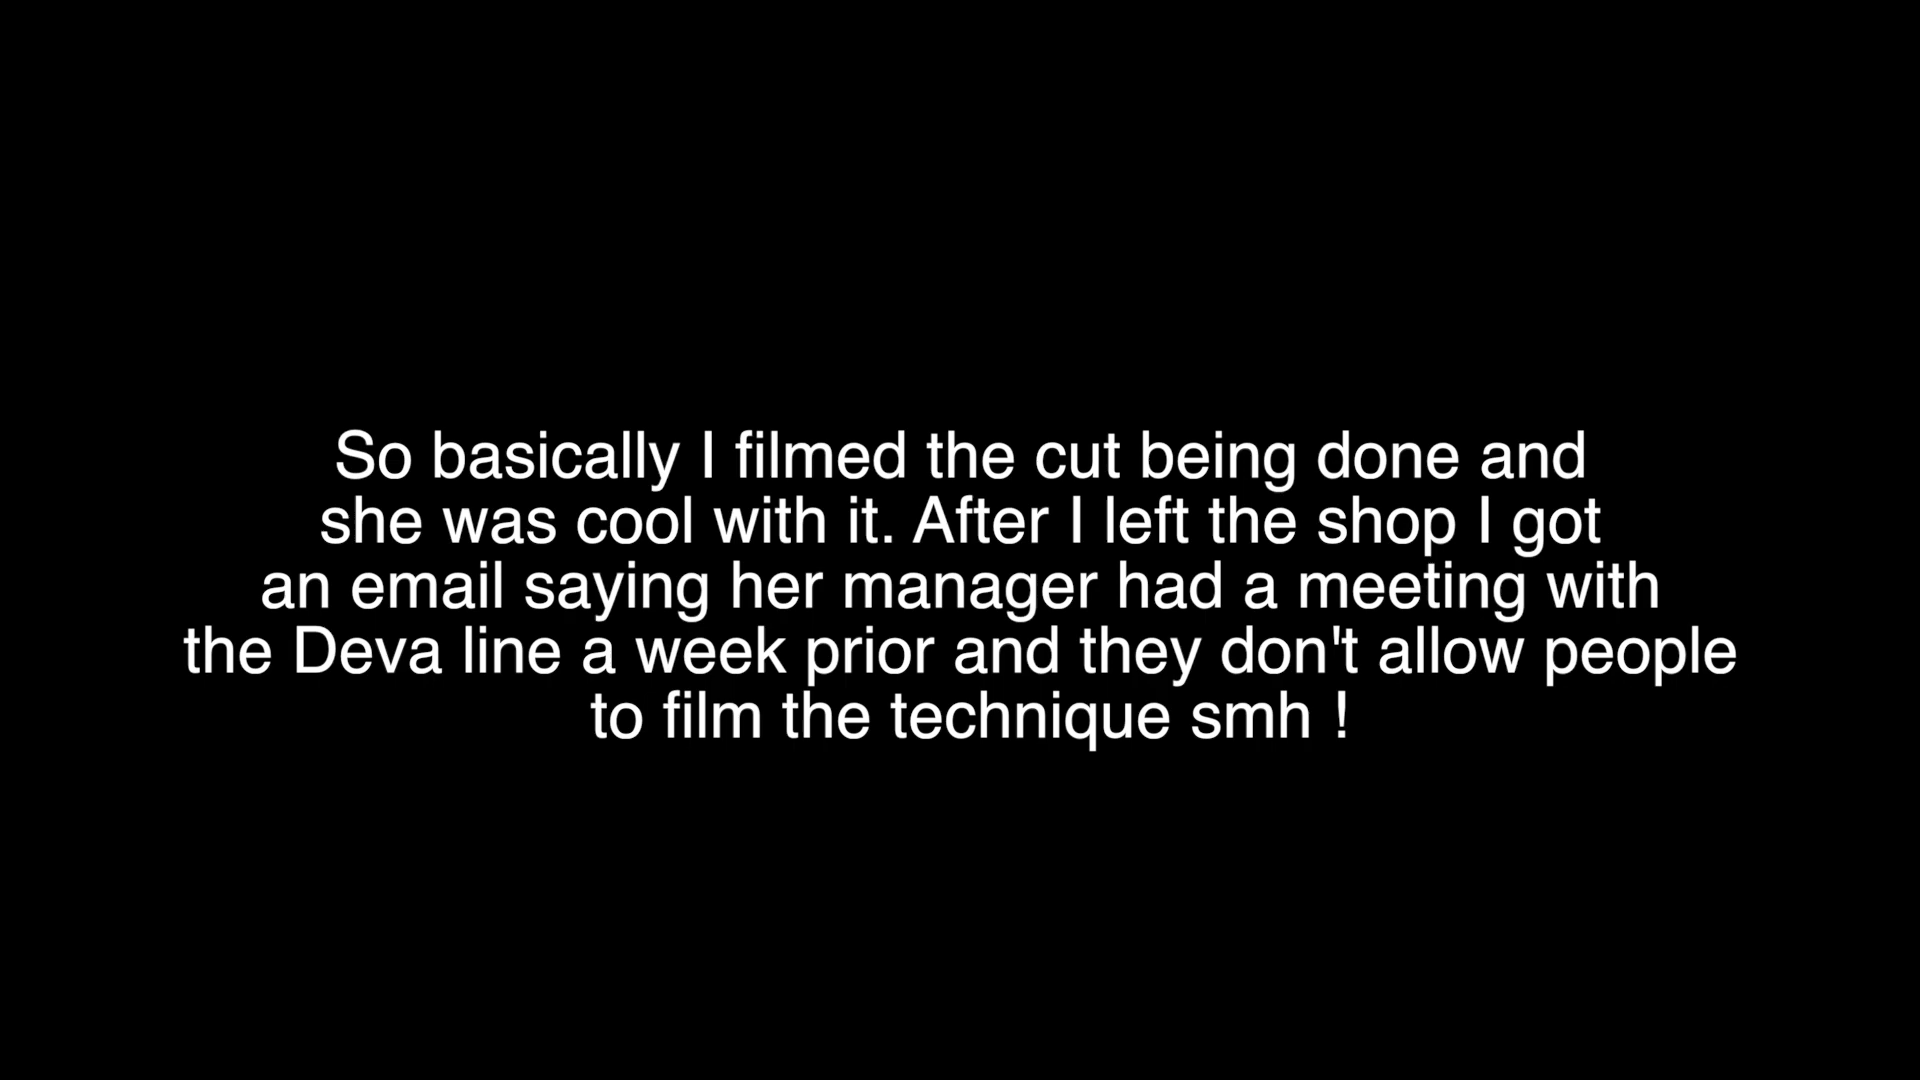 So basically I filmed the cut being done and
she was cool with it. After I left the shop I got
an email saying her manager had a meeting with
the Deva line a week prior and they don't allow people
to film the technique smh !